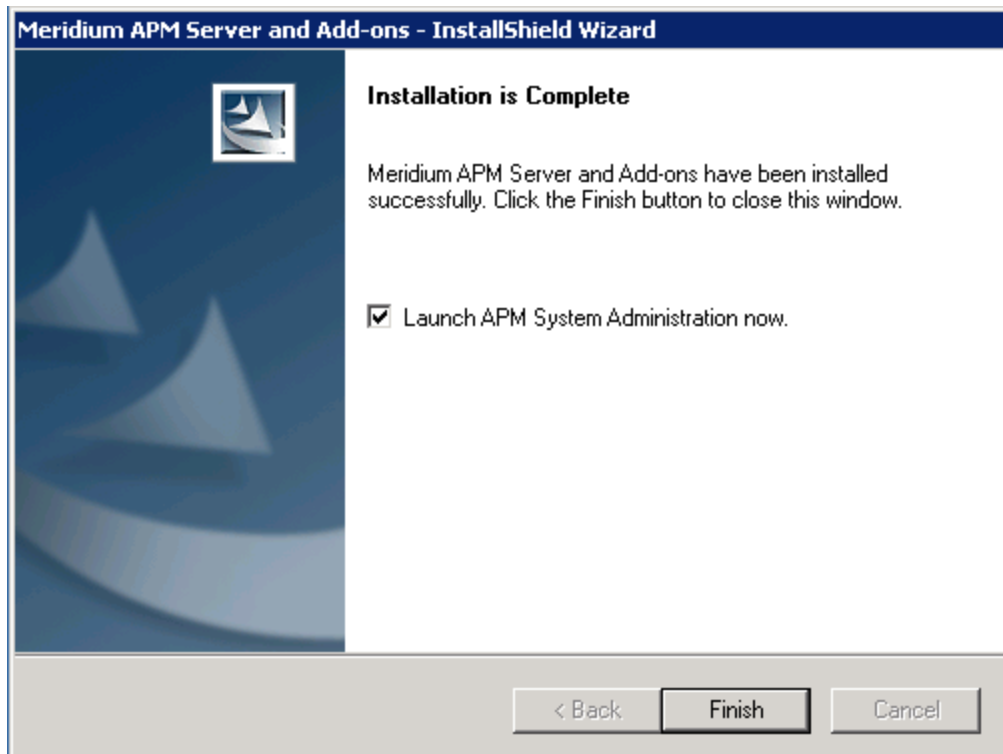 Meridium APM Server and Add-ons - InstallShield Wizard
Installation is Complete
Meridium APM Server and Add-ons have been installed
successfully. Click the Finish button to close this window.
Launch APM System Administration now.
< Back Finish Cancel